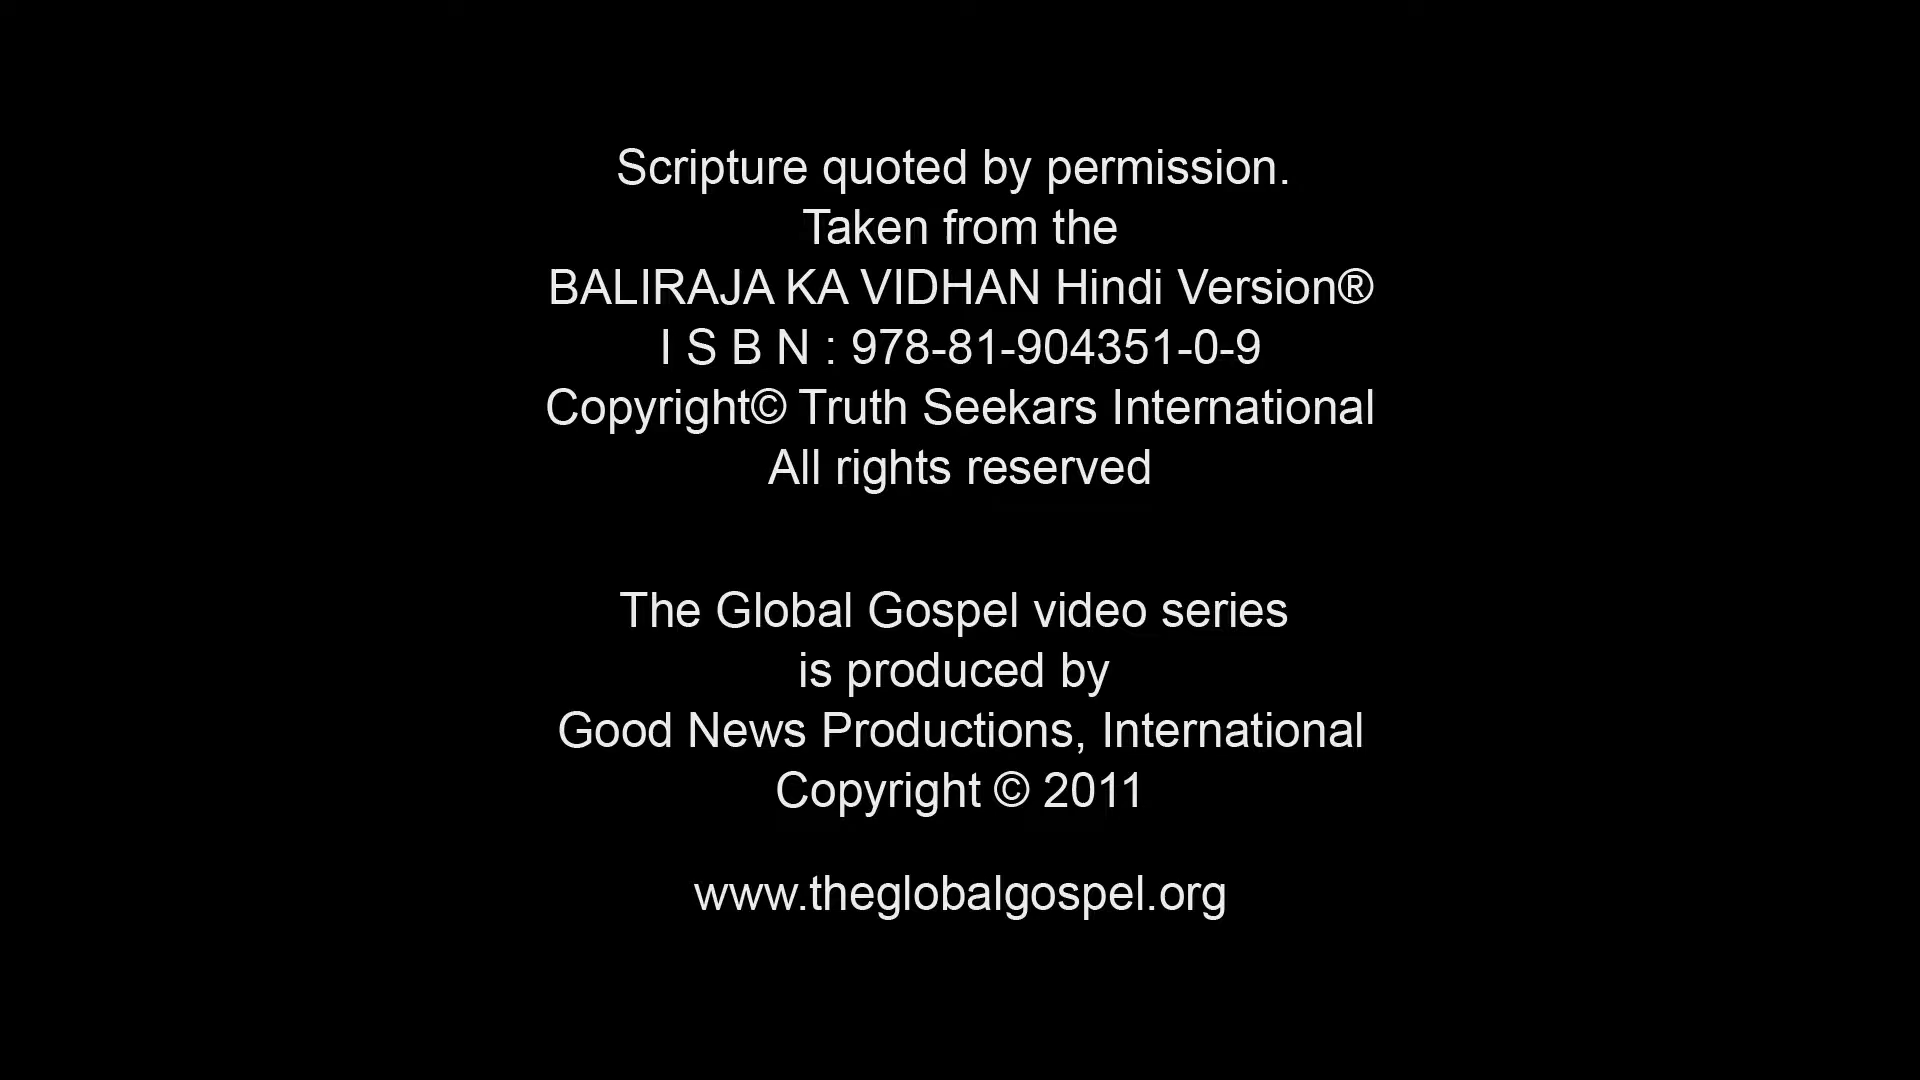 Scripture quoted by permission.
Taken from the
BALIRAJA KA VIDHAN Hindi Version®
I S B N : 978-81-904351-0-9
Copyright© Truth Seekars International
All rights reserved
The Global Gospel video series
is produced by
Good News Productions, International
Copyright © 2011
www.theglobalgospel.org